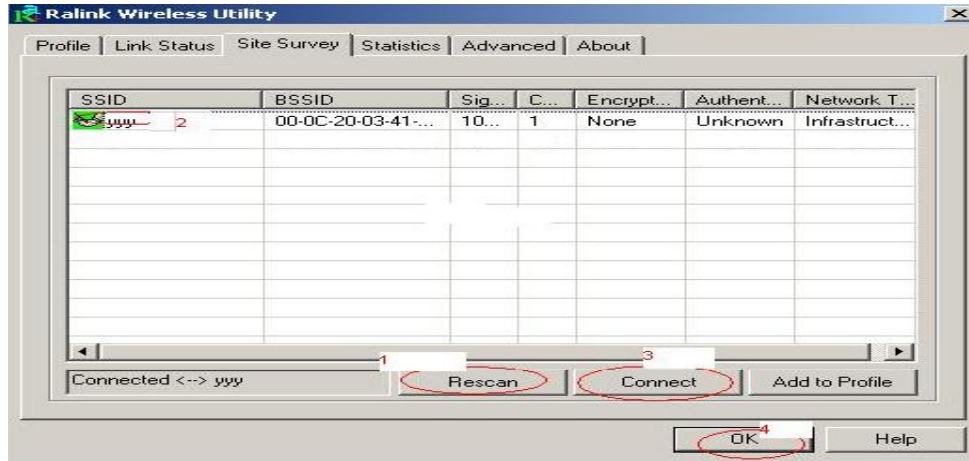 Ralink Wireless Utility
Profile Link Status Site Survey Statistics Advanced About
SSID BSSID Sig... C... Encrypt... Authent... Network T...
yyy 2 00-0C-20-03-41-... 10... 1 None Unknown Infrastruct...
1 3
Connected <--> yyy Rescan Connect Add to Profile
OK 4 Help